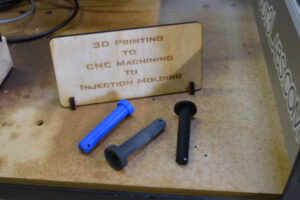 3D Printing
to
CNC Machining
To
Injection Molding